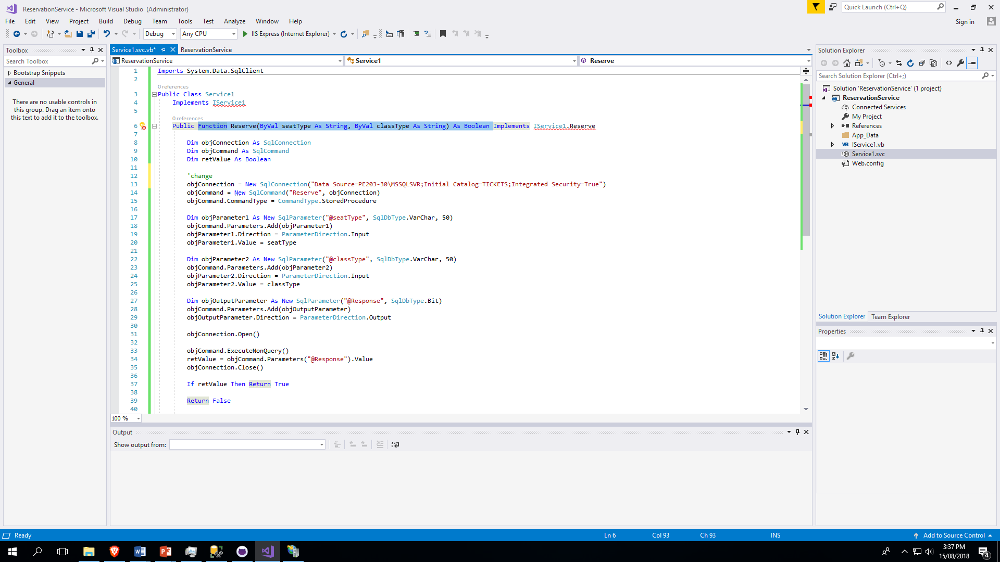 ReservationService - Microsoft Visual Studio (Administrator)
Quick Launch (Ctrl+Q)
File Edit View Project Build Debug Team Tools Test Analyze Window Help
Sign in
Debug Any CPU IIS Express (Internet Explorer)
Toolbox
Search Toolbox
Bootstrap Snippets
General
There are no usable controls in
this group. Drag an item onto
this text to add it to the toolbox.
Service1.svc.vb* ReservationService
ReservationService Service1 Reserve
1 Imports System.Data.SqlClient
2
0 references
3 Public Class Service1
4 Implements IService1
5
0 references
6 Public Function Reserve(ByVal seatType As String, ByVal classType As String) As Boolean Implements IService1.Reserve
7
8 Dim objConnection As SqlConnection
9 Dim objCommand As SqlCommand
10 Dim retValue As Boolean
11
12 'change
13 objConnection = New SqlConnection("Data Source=PE203-30\MSSQLSVR;Initial Catalog=TICKETS;Integrated Security=True")
14 objCommand = New SqlCommand("Reserve", objConnection)
15 objCommand.CommandType = CommandType.StoredProcedure
16
17 Dim objParameter1 As New SqlParameter("@seatType", SqlDbType.VarChar, 50)
18 objCommand.Parameters.Add(objParameter1)
19 objParameter1.Direction = ParameterDirection.Input
20 objParameter1.Value = seatType
21
22 Dim objParameter2 As New SqlParameter("@classType", SqlDbType.VarChar, 50)
23 objCommand.Parameters.Add(objParameter2)
24 objParameter2.Direction = ParameterDirection.Input
25 objParameter2.Value = classType
26
27 Dim objOutputParameter As New SqlParameter("@Response", SqlDbType.Bit)
28 objCommand.Parameters.Add(objOutputParameter)
29 objOutputParameter.Direction = ParameterDirection.Output
30
31 objConnection.Open()
32
33 objCommand.ExecuteNonQuery()
34 retValue = objCommand.Parameters("@Response").Value
35 objConnection.Close()
36
37 If retValue Then Return True
38
39 Return False
40
100 %
Output
Show output from:
Solution Explorer
Search Solution Explorer (Ctrl+;)
Solution 'ReservationService' (1 project)
ReservationService
Connected Services
My Project
References
App_Data
VB IService1.vb
Service1.svc
Web.config
Solution Explorer Team Explorer
Properties
Ready Ln 6 Col 93 Ch 93 INS Add to Source Control
3:37 PM
15/08/2018
4